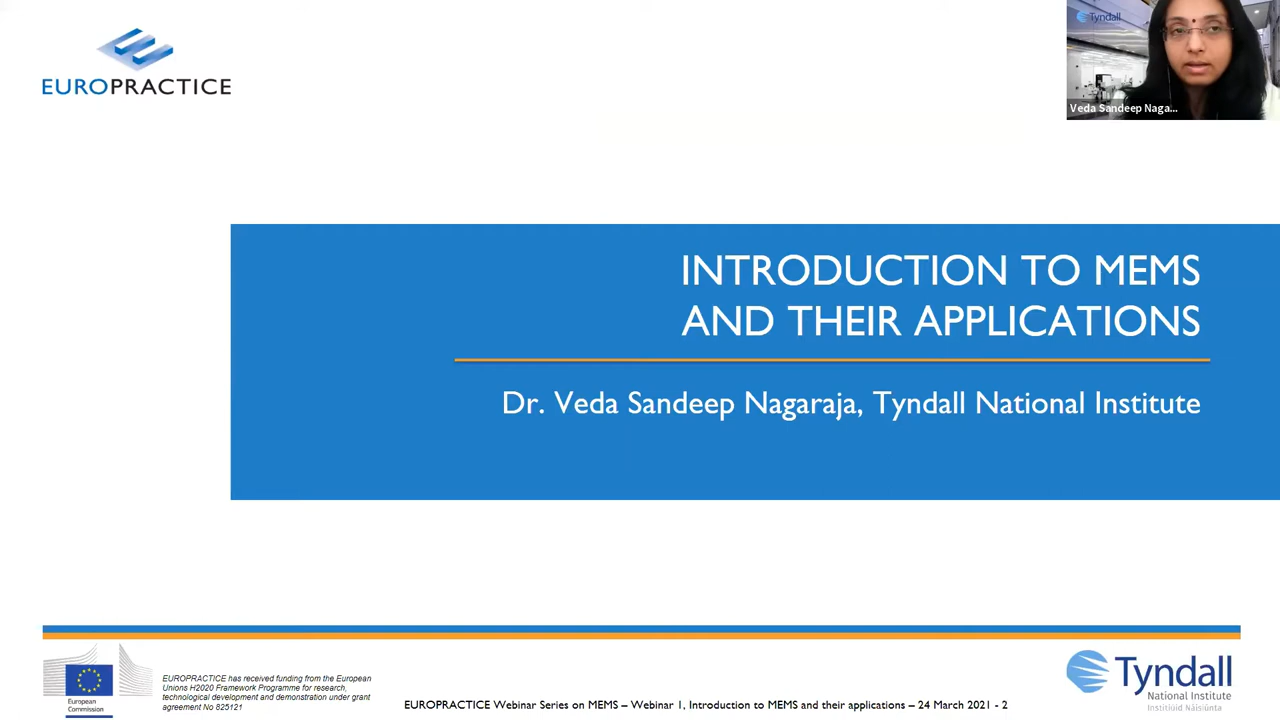 EUROPRACTICE
Tyndall
Veda Sandeep Naga...
INTRODUCTION TO MEMS
AND THEIR APPLICATIONS
Dr. Veda Sandeep Nagaraja, Tyndall National Institute
European
Commission
EUROPRACTICE has received funding from the European
Unions H2020 Framework Programme for research,
technological development and demonstration under grant
agreement No 825121
EUROPRACTICE Webinar Series on MEMS – Webinar 1, Introduction to MEMS and their applications – 24 March 2021 - 2
Tyndall
National Institute
Institiúid Náisiúnta